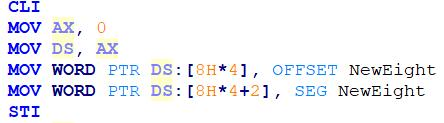 CLI
MOV AX, 0
MOV DS, AX
MOV WORD PTR DS:[8H*4], OFFSET NewEight
MOV WORD PTR DS:[8H*4+2], SEG NewEight
STI